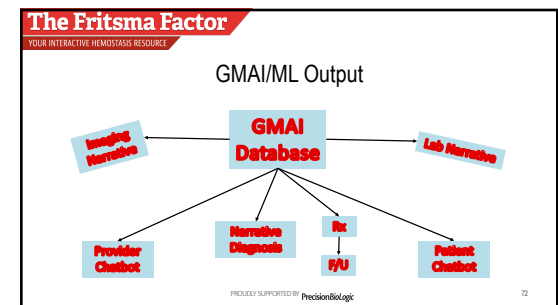 The Fritsma Factor
YOUR INTERACTIVE HEMOSTASIS RESOURCE
GMAI/ML Output
GMAI
Database
Imaging
Narrative
Lab Narrative
Provider
Chatbot
Narrative
Diagnosis
Rx
F/U
Patient
Chatbot
PROUDLY SUPPORTED BY PrecisionBioLogic
72